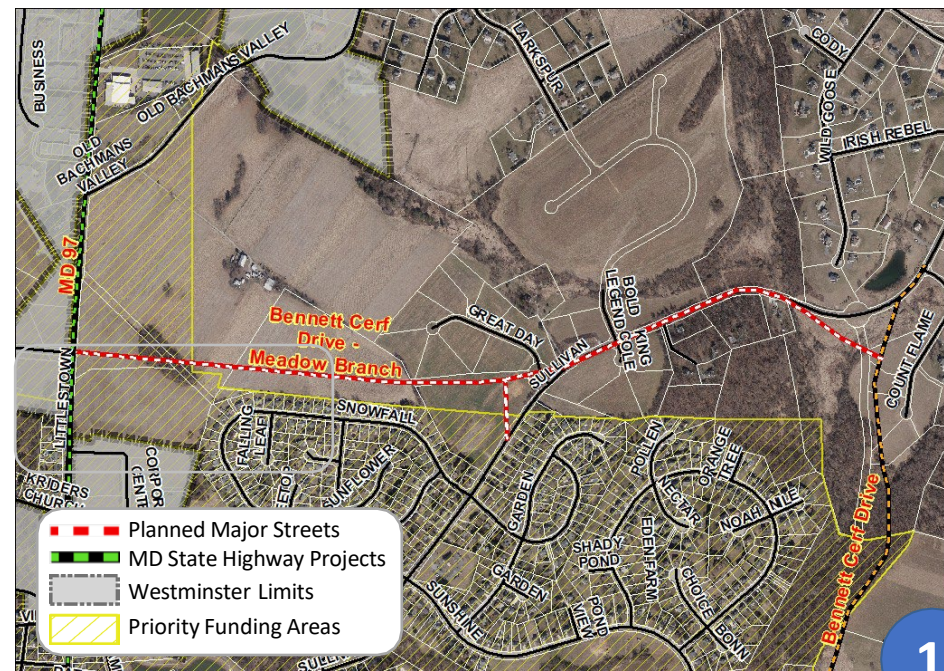 BUSINESS
OLD BACHMANS VALLEY
LARKSPUR
CODY
WILD GOOSE
IRISH REBEL
OLD
BACHMANS
VALLEY
MD 97
Bennett Cerf
Drive -
Meadow Branch
GREAT DAY
SULLIVAN
BOLD KING
LEGEND COLE
COUNT FLAME
LITTLESTOWN
SNOWFALL
FALLING
LEAF
SUNFLOWER
KRIDERS
CHURCH
GARDEN
POLLEN
NECTAR
ORANGE
TREE
NOAH NILE
SHADY
POND
EDEN FARM
GARDEN
POND
VIEW
CHOICE BONN
SUNSHINE
Bennett Cerf Drive
Planned Major Streets
MD State Highway Projects
Westminster Limits
Priority Funding Areas
1